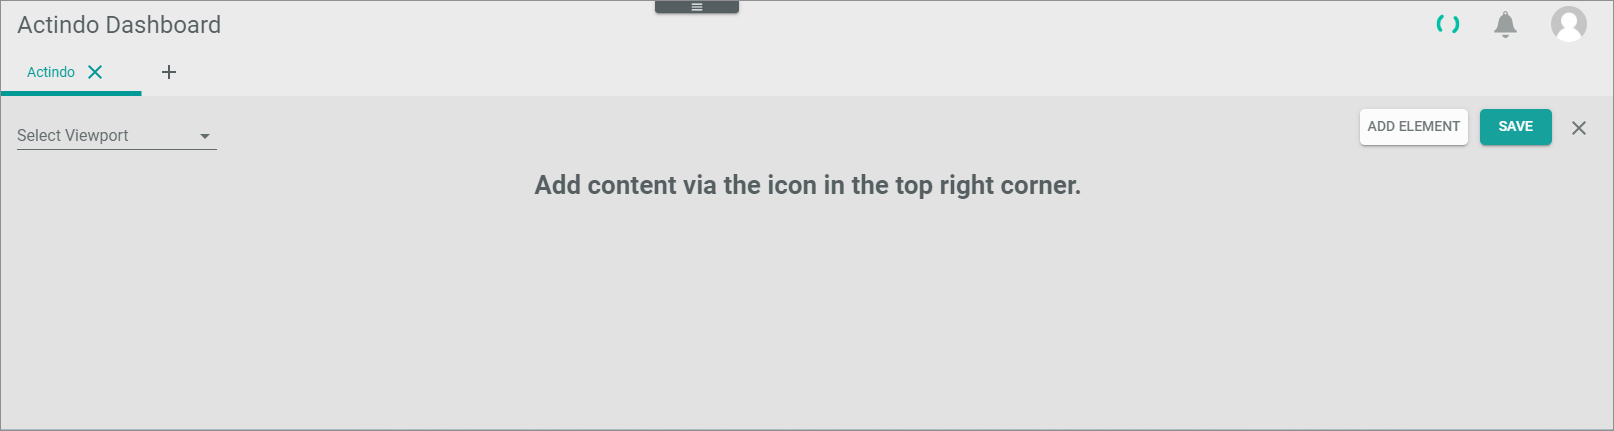 Actindo Dashboard
Actindo
Select Viewport
ADD ELEMENT
SAVE
Add content via the icon in the top right corner.